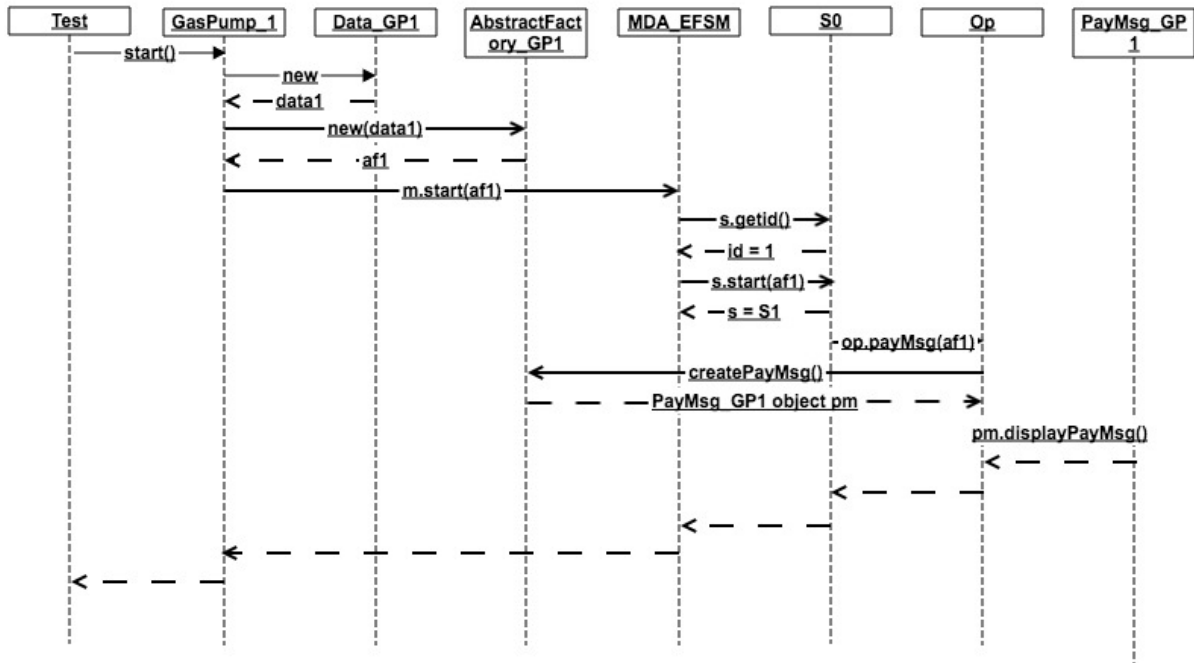 Test
GasPump_1
Data_GP1
AbstractFact
ory_GP1
MDA_EFSM
S0
Op
PayMsg_GP
1
start()
new
data1
new(data1)
af1
m.start(af1)
s.getid()
id = 1
s.start(af1)
s = S1
op.payMsg(af1)
createPayMsg()
PayMsg_GP1 object pm
pm.displayPayMsg()